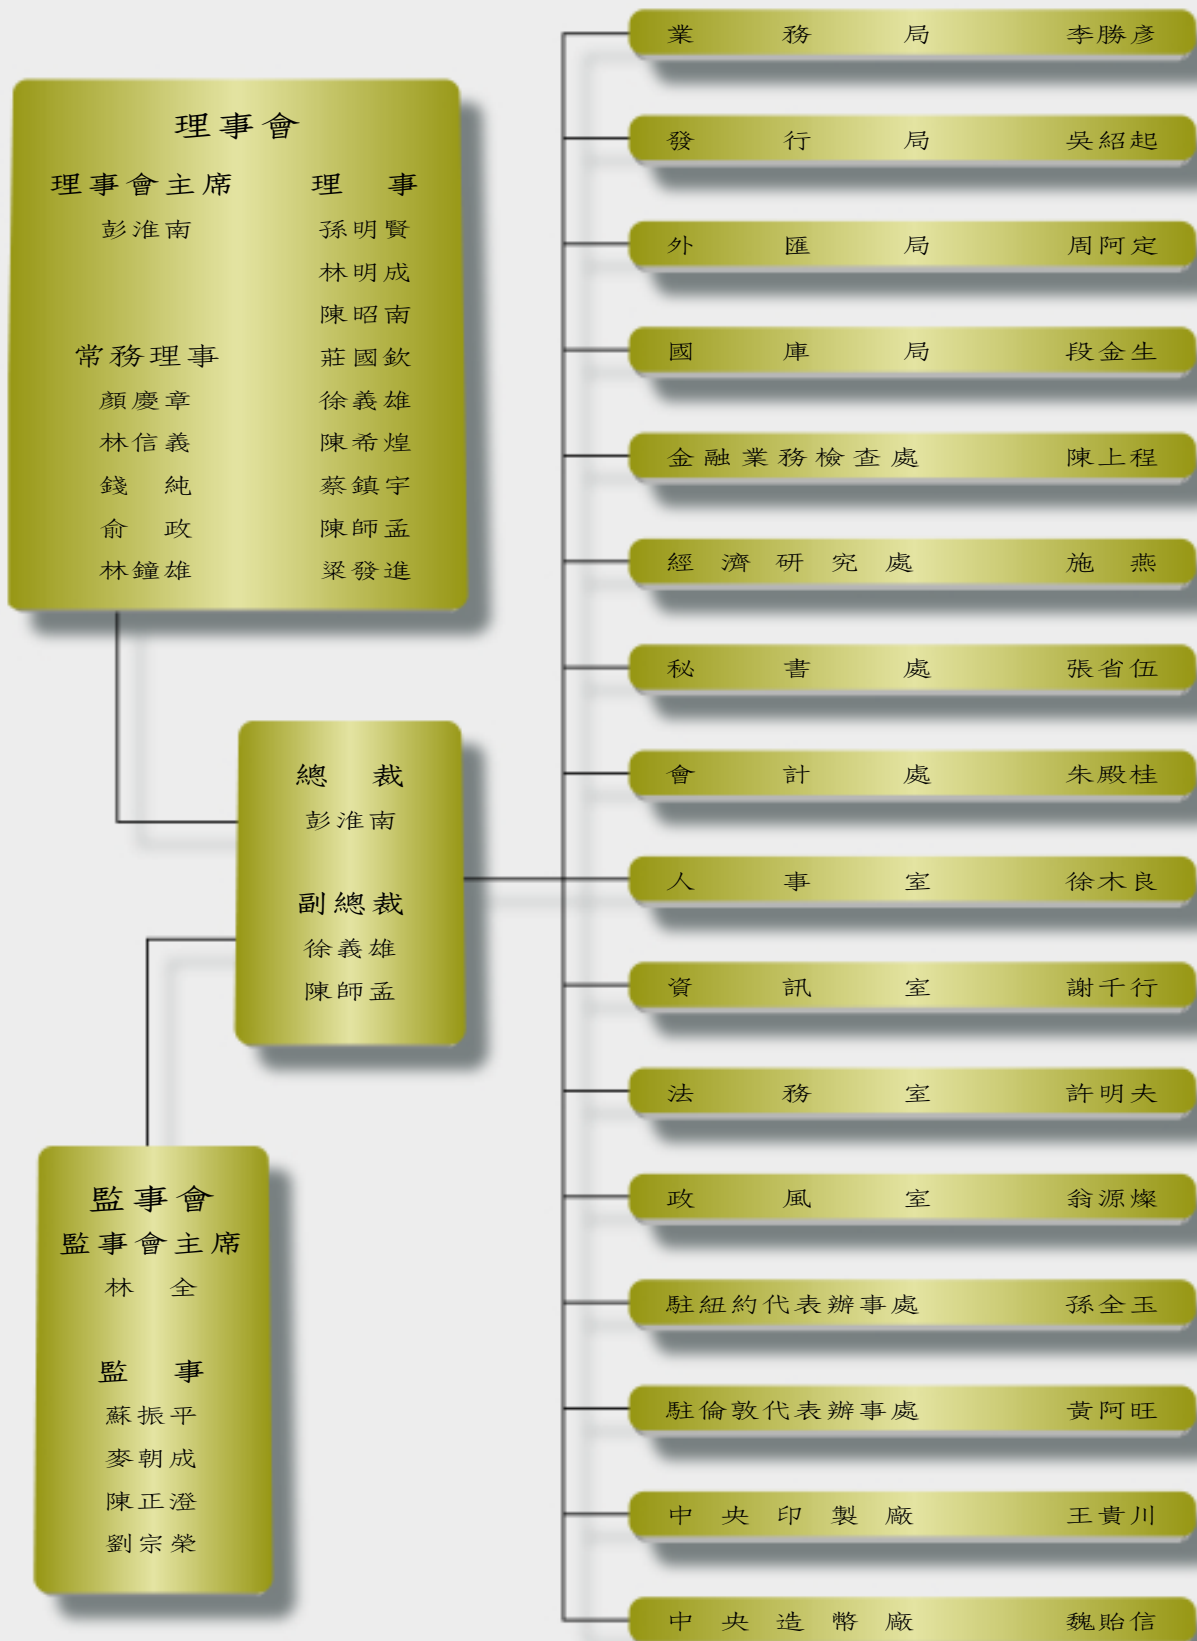 理事會
理事會主席
彭淮南
常務理事
顏慶章
林信義
錢 純
俞 政
林鐘雄
理 事
孫明賢
林明成
陳昭南
莊國欽
徐義雄
陳希煌
蔡鎮宇
陳師孟
梁發進
總 裁
彭淮南
副總裁
徐義雄
陳師孟
監事會
監事會主席
林 全
監 事
蘇振平
麥朝成
陳正澄
劉宗榮
業務局 李勝彥
發行局 吳紹起
外匯局 周阿定
國庫局 段金生
金融業務檢查處 陳上程
經濟研究處 施 燕
秘書處 張省伍
會計處 朱殿桂
人事室 徐木良
資訊室 謝千行
法務室 許明夫
政風室 翁源燦
駐紐約代表辦事處 孫全玉
駐倫敦代表辦事處 黃阿旺
中央印製廠 王貴川
中央造幣廠 魏貽信